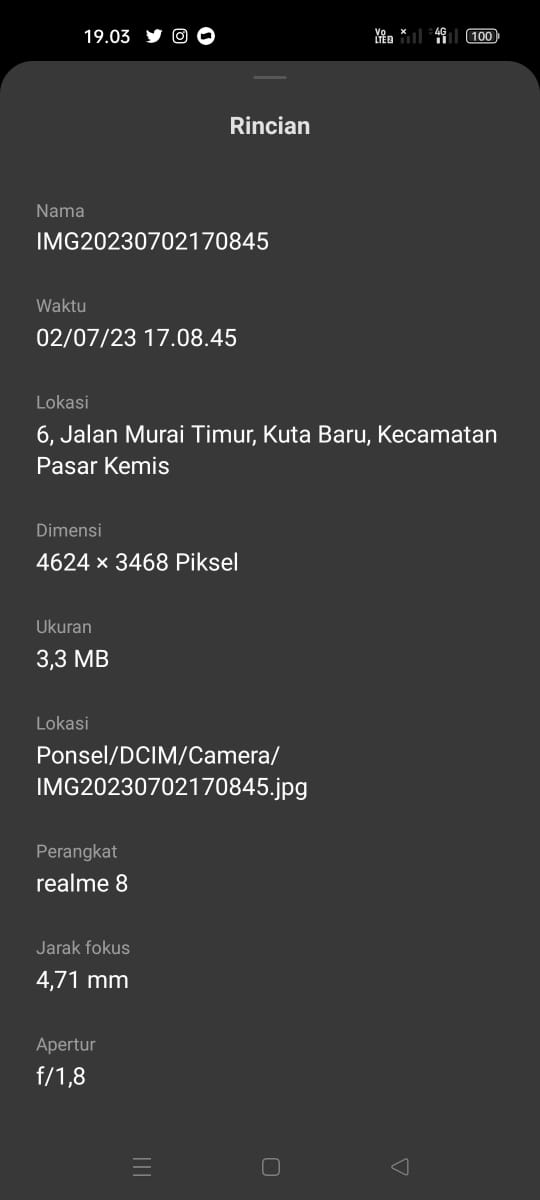 19.03 Vo LTE2 4G 100
Rincian
Nama
IMG20230702170845
Waktu
02/07/23 17.08.45
Lokasi
6, Jalan Murai Timur, Kuta Baru, Kecamatan
Pasar Kemis
Dimensi
4624 × 3468 Piksel
Ukuran
3,3 MB
Lokasi
Ponsel/DCIM/Camera/
IMG20230702170845.jpg
Perangkat
realme 8
Jarak fokus
4,71 mm
Apertur
f/1,8